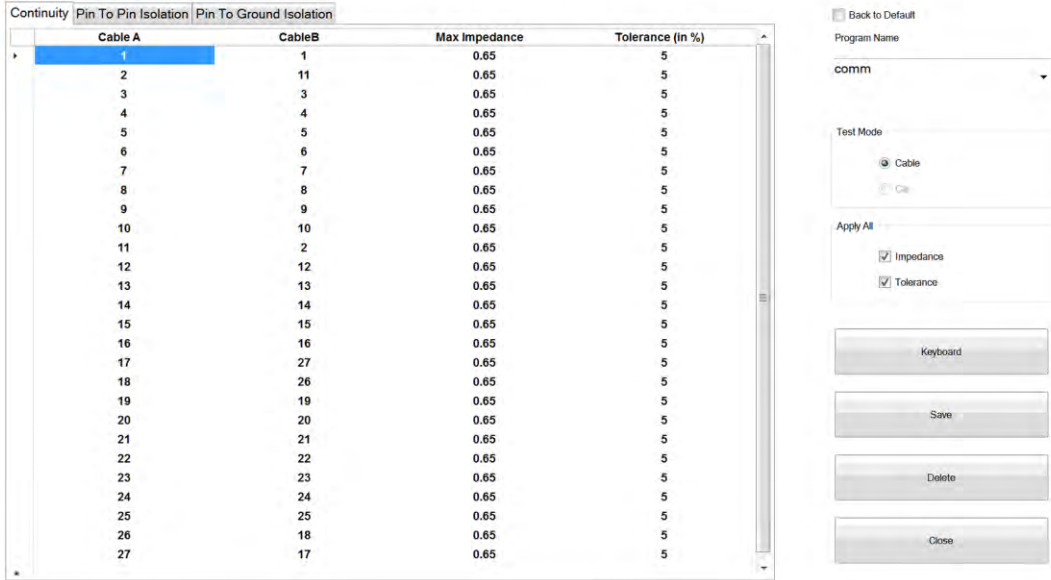 Continuity Pin To Pin Isolation Pin To Ground Isolation
Cable A CableB Max Impedance Tolerance (in %)
1 1 0.65 5
2 11 0.65 5
3 3 0.65 5
4 4 0.65 5
5 5 0.65 5
6 6 0.65 5
7 7 0.65 5
8 8 0.65 5
9 9 0.65 5
10 10 0.65 5
11 2 0.65 5
12 12 0.65 5
13 13 0.65 5
14 14 0.65 5
15 15 0.65 5
16 16 0.65 5
17 27 0.65 5
18 26 0.65 5
19 19 0.65 5
20 20 0.65 5
21 21 0.65 5
22 22 0.65 5
23 23 0.65 5
24 24 0.65 5
25 25 0.65 5
26 18 0.65 5
27 17 0.65 5
Back to Default
Program Name
comm
Test Mode
Cable
Apply All
Impedance
Tolerance
Keyboard
Save
Delete
Close